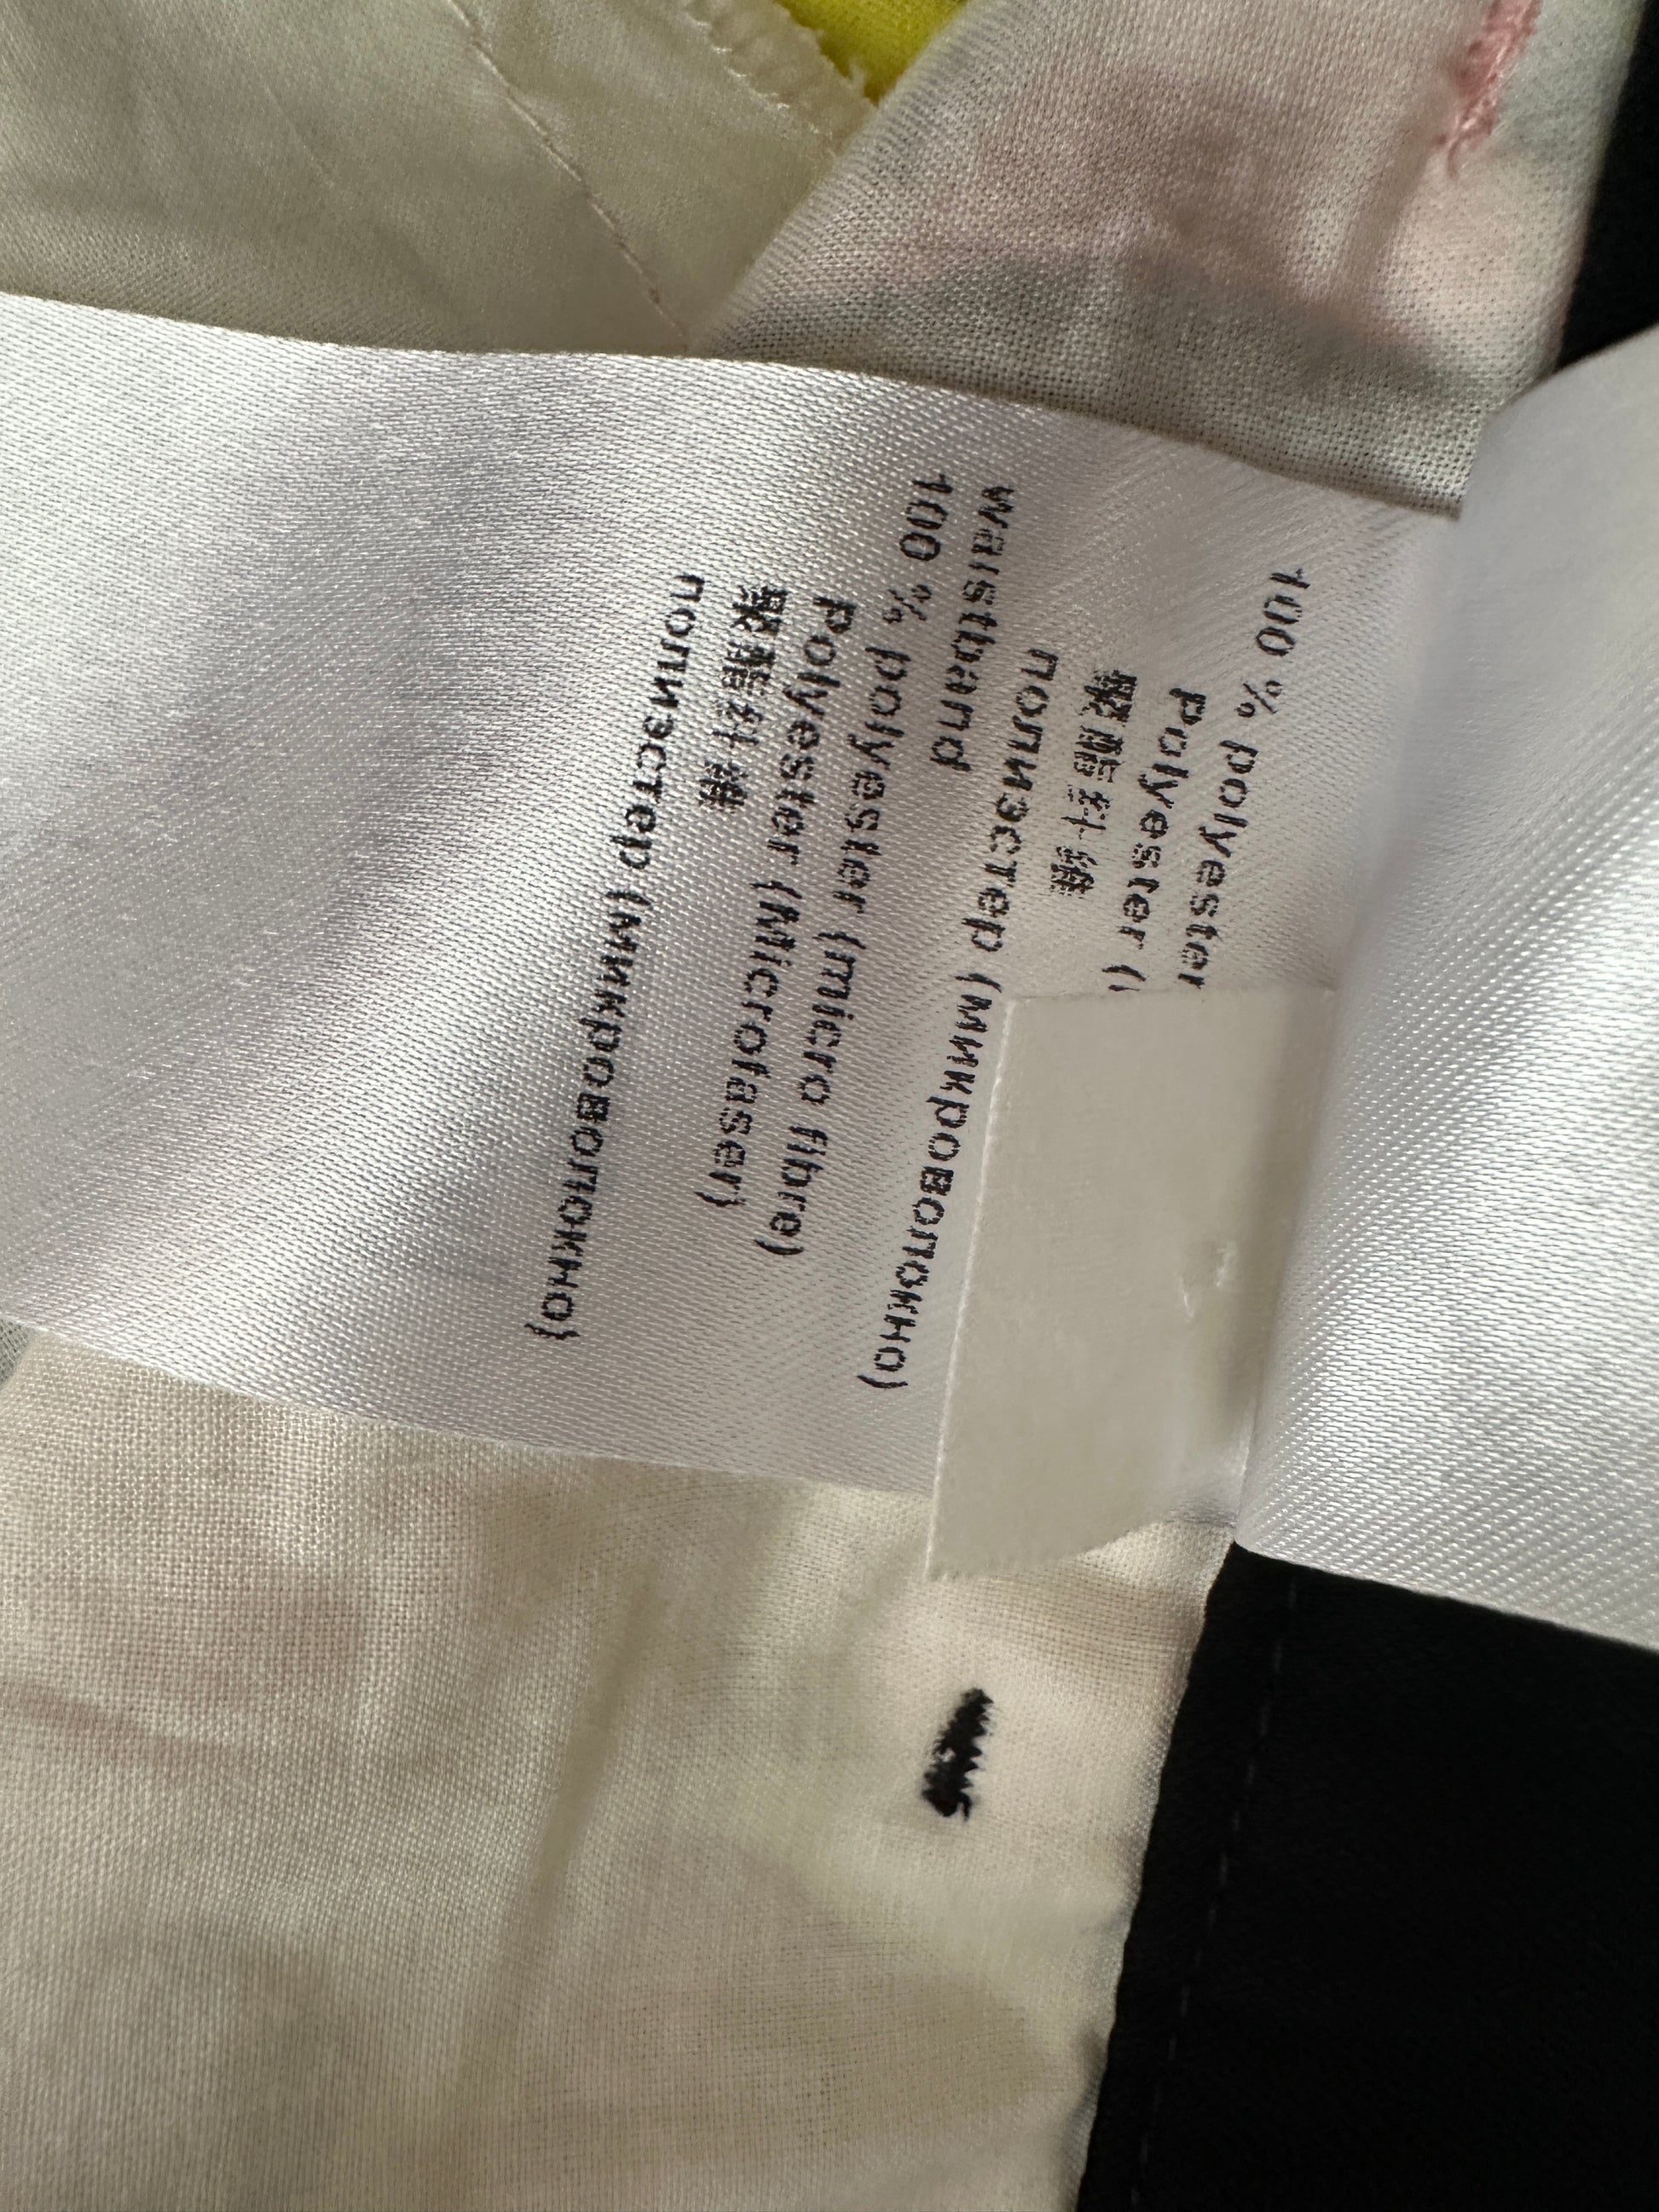 100 % polyester
Polyester (
聚酯纤维
полиэстер (микроволокно)
waistband
100 % polyester (micro fibre)
Polyester (Microfaser)
聚酯纤维
полиэстер (микроволокно)